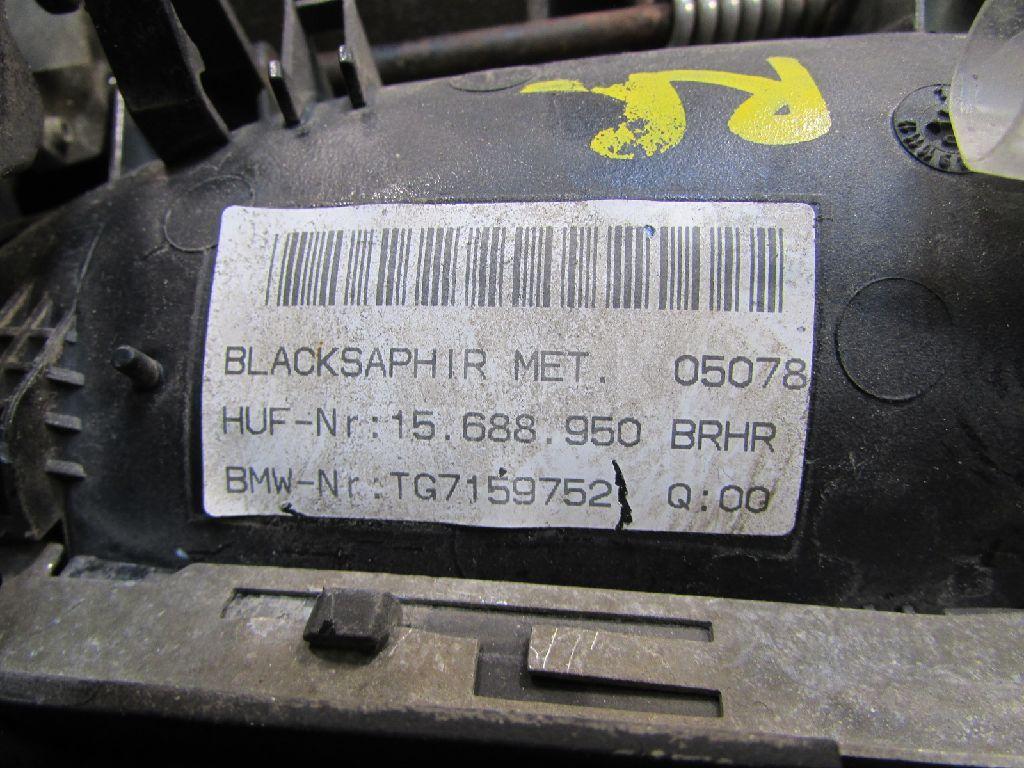 BLACKSAPHIR MET. 05078
HUF-Nr:15.688.950 BRHR
BMW-Nr:TG7159752 Q:00